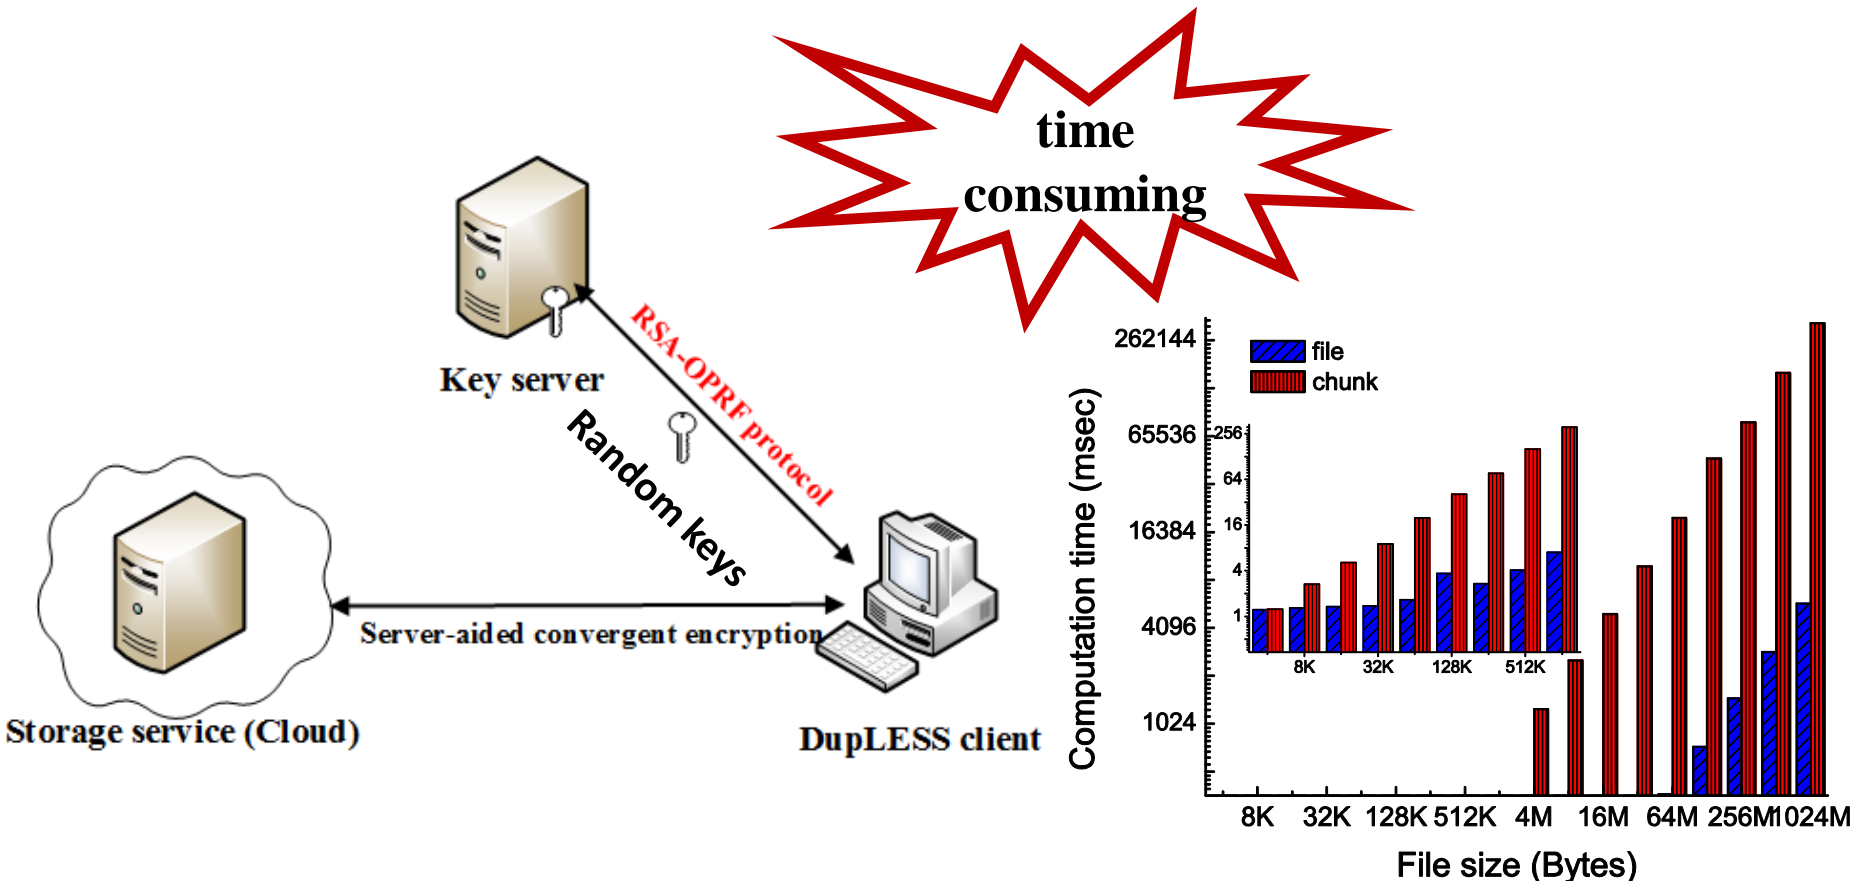 time
consuming
Key server
RSA-OPRF protocol
Random keys
Server-aided convergent encryption
Storage service (Cloud)
DupLESS client
file
chunk
Computation time (msec)
262144
65536
16384
4096
1024
256
64
16
4
1
8K 32K 128K 512K
8K 32K 128K 512K 4M 16M 64M 256M 1024M
File size (Bytes)